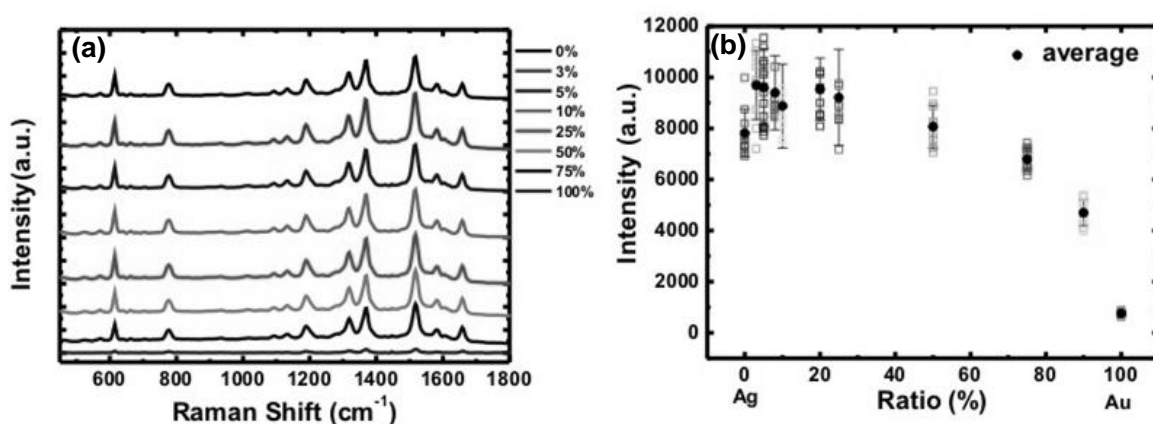 (a)
0%
3%
5%
10%
25%
50%
75%
100%
Intensity(a.u.)
600 800 1000 1200 1400 1600 1800
Raman Shift (cm⁻¹)
(b)
average
12000
10000
8000
6000
4000
2000
0
Intensity (a.u.)
0 20 40 60 80 100
Ag Ratio (%) Au